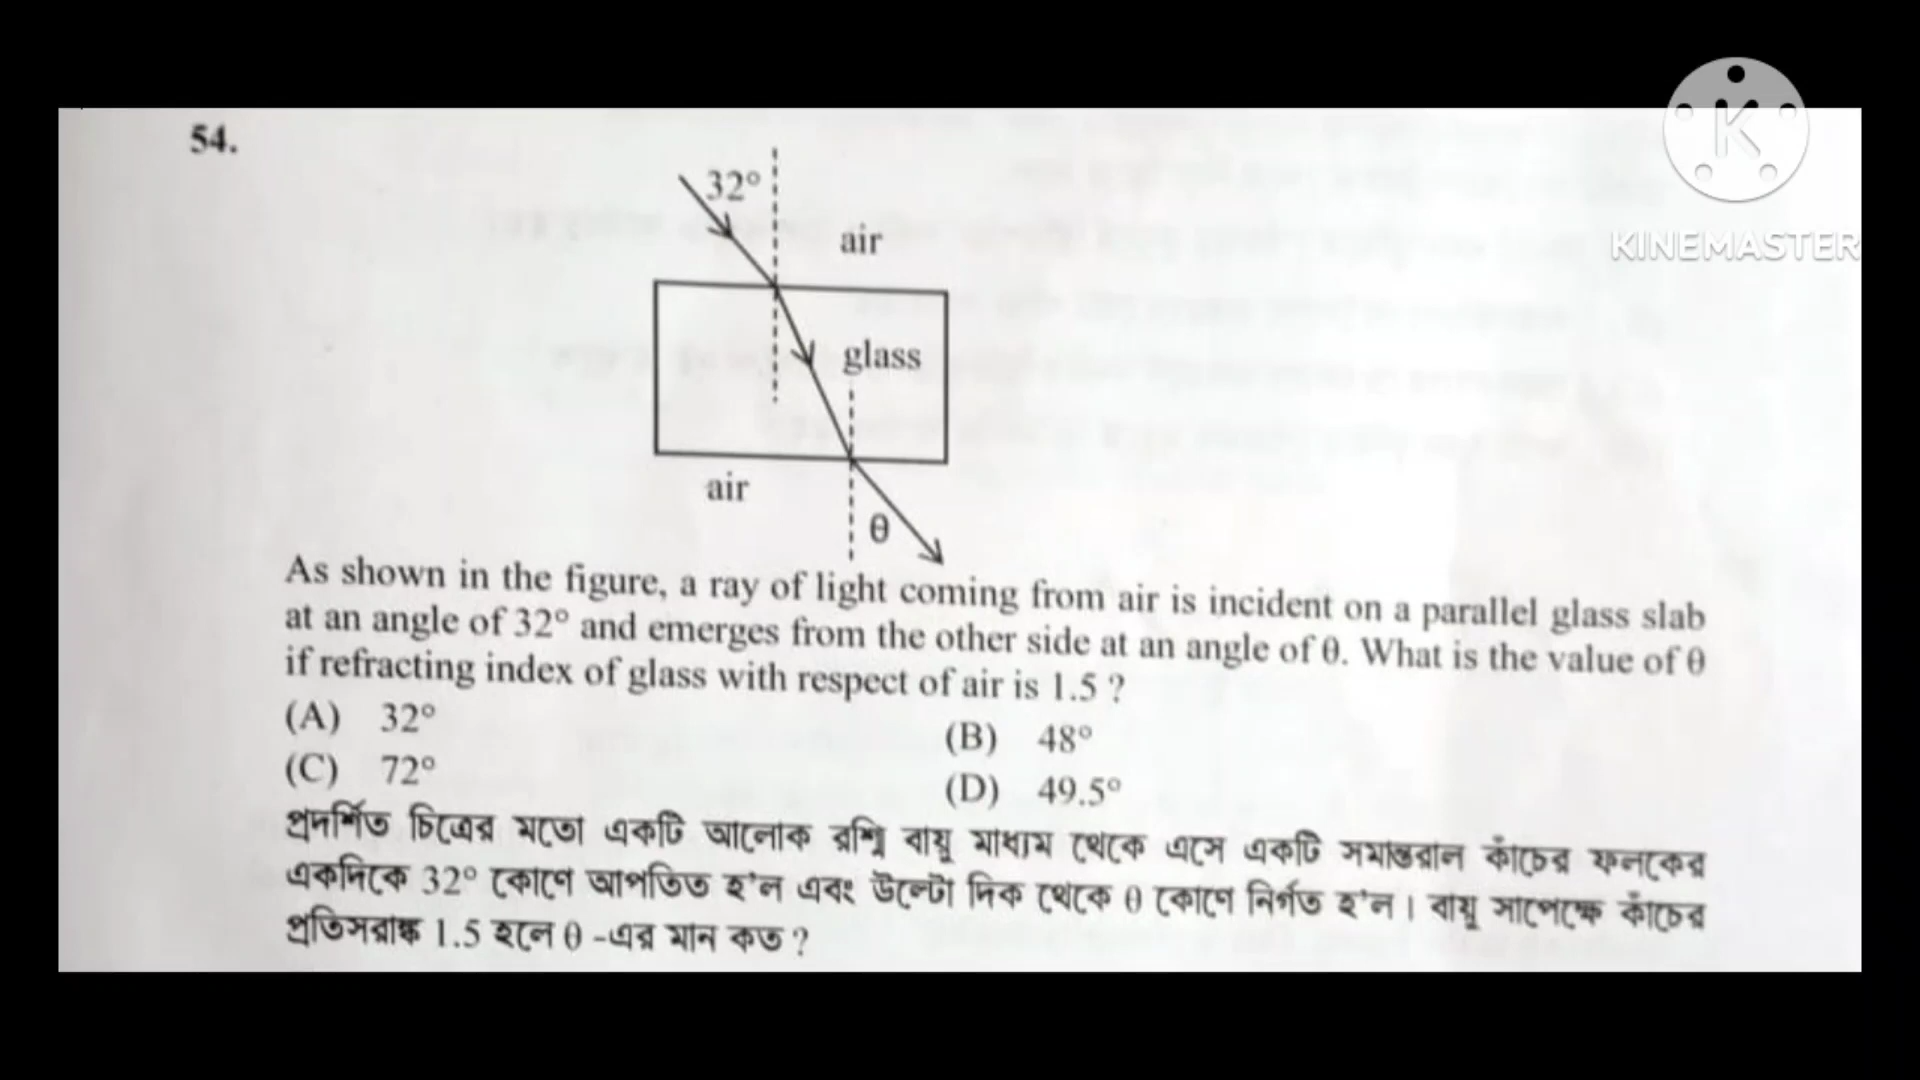 54.
32°
air
glass
air
θ
As shown in the figure, a ray of light coming from air is incident on a parallel glass slab
at an angle of 32° and emerges from the other side at an angle of θ. What is the value of θ
if refracting index of glass with respect of air is 1.5 ?
(A) 32°
(B) 48°
(C) 72°
(D) 49.5°
প্রদর্শিত চিত্রের মতো একটি আলোক রশ্মি বায়ু মাধ্যম থেকে এসে একটি সমান্তরাল কাঁচের ফলকের
একদিকে 32° কোণে আপতিত হ'ল এবং উল্টো দিক থেকে θ কোণে নির্গত হ'ল। বায়ু সাপেক্ষে কাঁচের
প্রতিসরাঙ্ক 1.5 হলে θ -এর মান কত ?
K
KINEMASTER